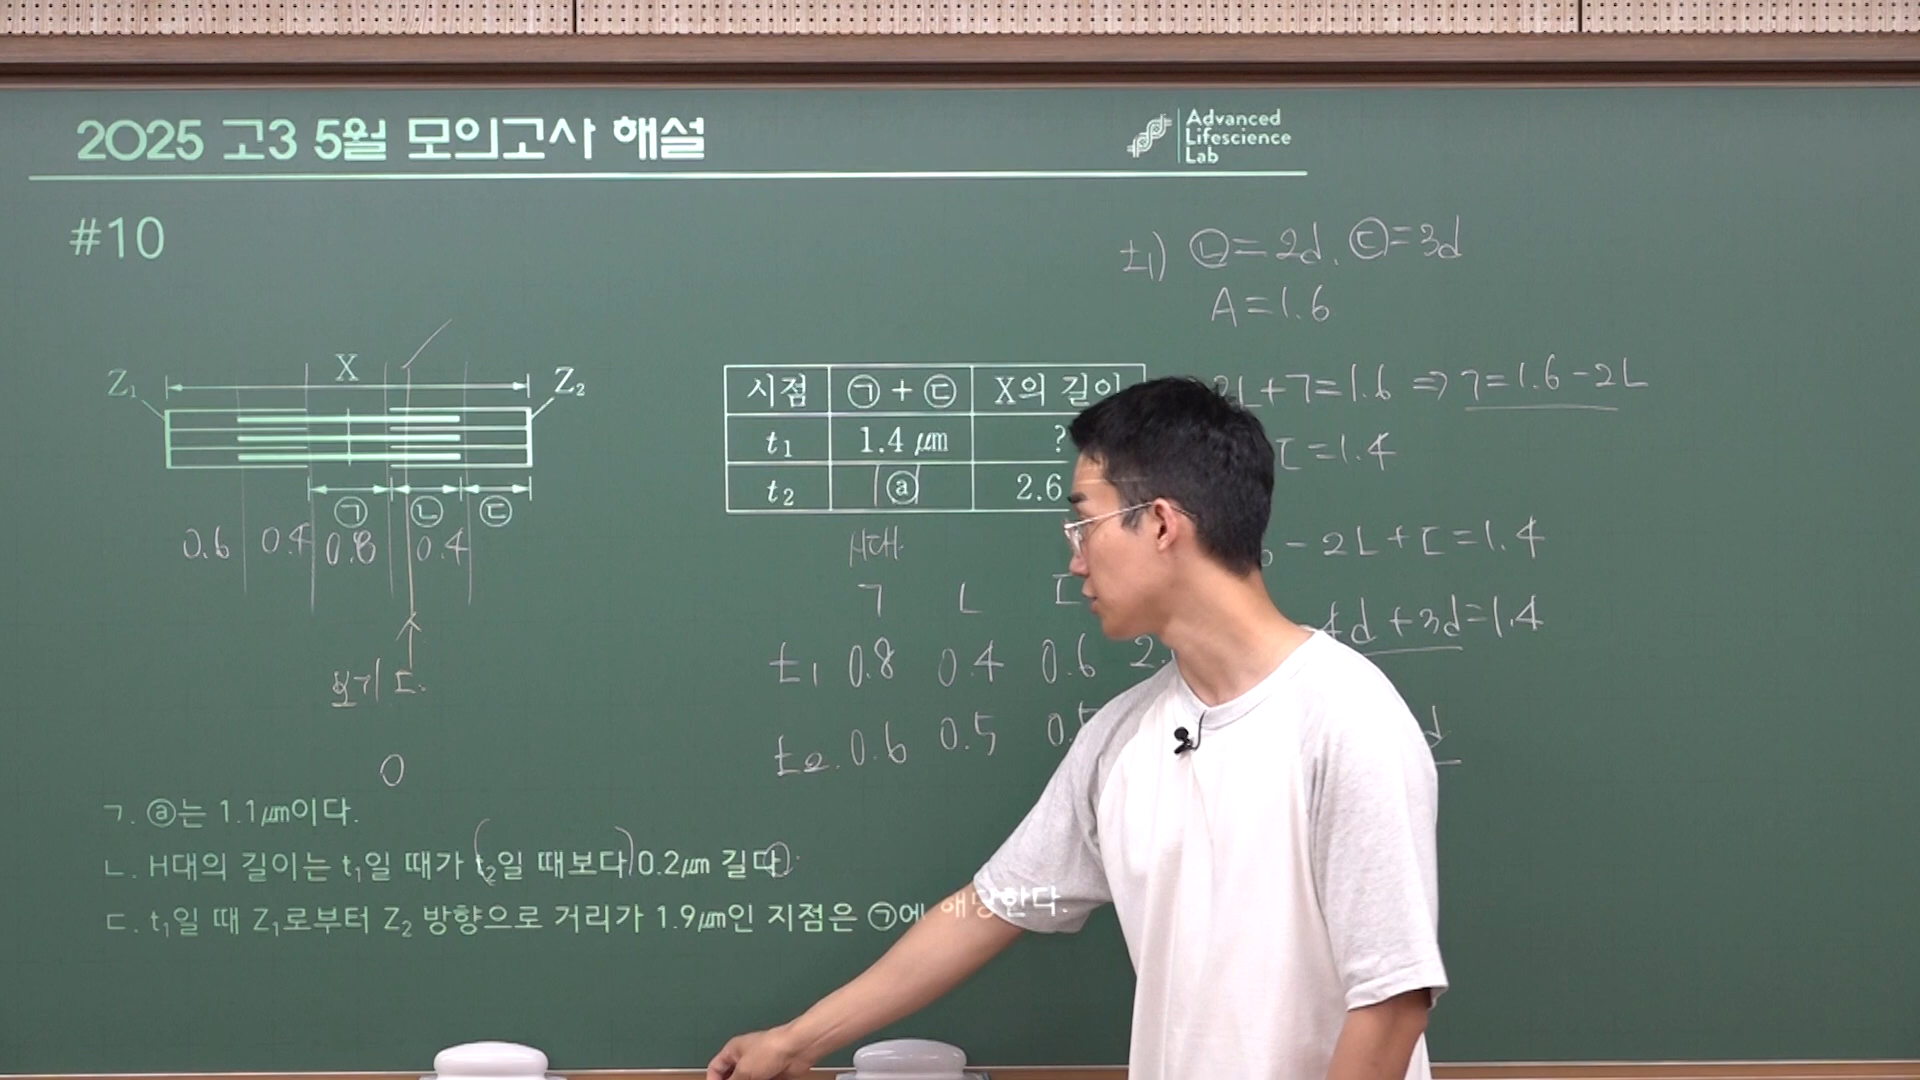 2025 고3 5월 모의고사 해설
Advanced
Lifescience
Lab
#10
t₁) ㉡=2d. ㉢=3d
A=1.6
X
Z₁
Z₂
㉠ ㉡ ㉢
0.6 0.4 0.8 0.4
보기 ㄷ.
0
시점 ㉠ + ㉢ X의 길이
t₁ 1.4 ㎛ ?
t₂ ⓐ 2.6
H대
ㄱ ㄴ ㄷ
t₁ 0.8 0.4 0.6 2.
t₂. 0.6 0.5 0.5
2ㄴ+ㄱ=1.6 ⇒ ㄱ=1.6-2ㄴ
ㄷ=1.4
-2ㄴ+ㄷ=1.4
4d+3d=1.4
d
ㄱ. ⓐ는 1.1㎛이다.
ㄴ. H대의 길이는 t₁일 때가 t₂일 때보다 0.2㎛ 길다.
ㄷ. t₁일 때 Z₁로부터 Z₂ 방향으로 거리가 1.9㎛인 지점은 ㉠에 해당한다.